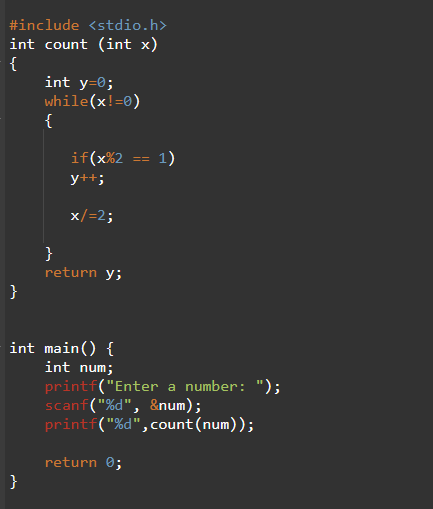 #include <stdio.h>
int count (int x)
{
    int y=0;
    while(x!=0)
    {
        if(x%2 == 1)
        y++;
        x/=2;
    }
    return y;
}
int main() {
    int num;
    printf("Enter a number: ");
    scanf("%d", &num);
    printf("%d",count(num));
    return 0;
}